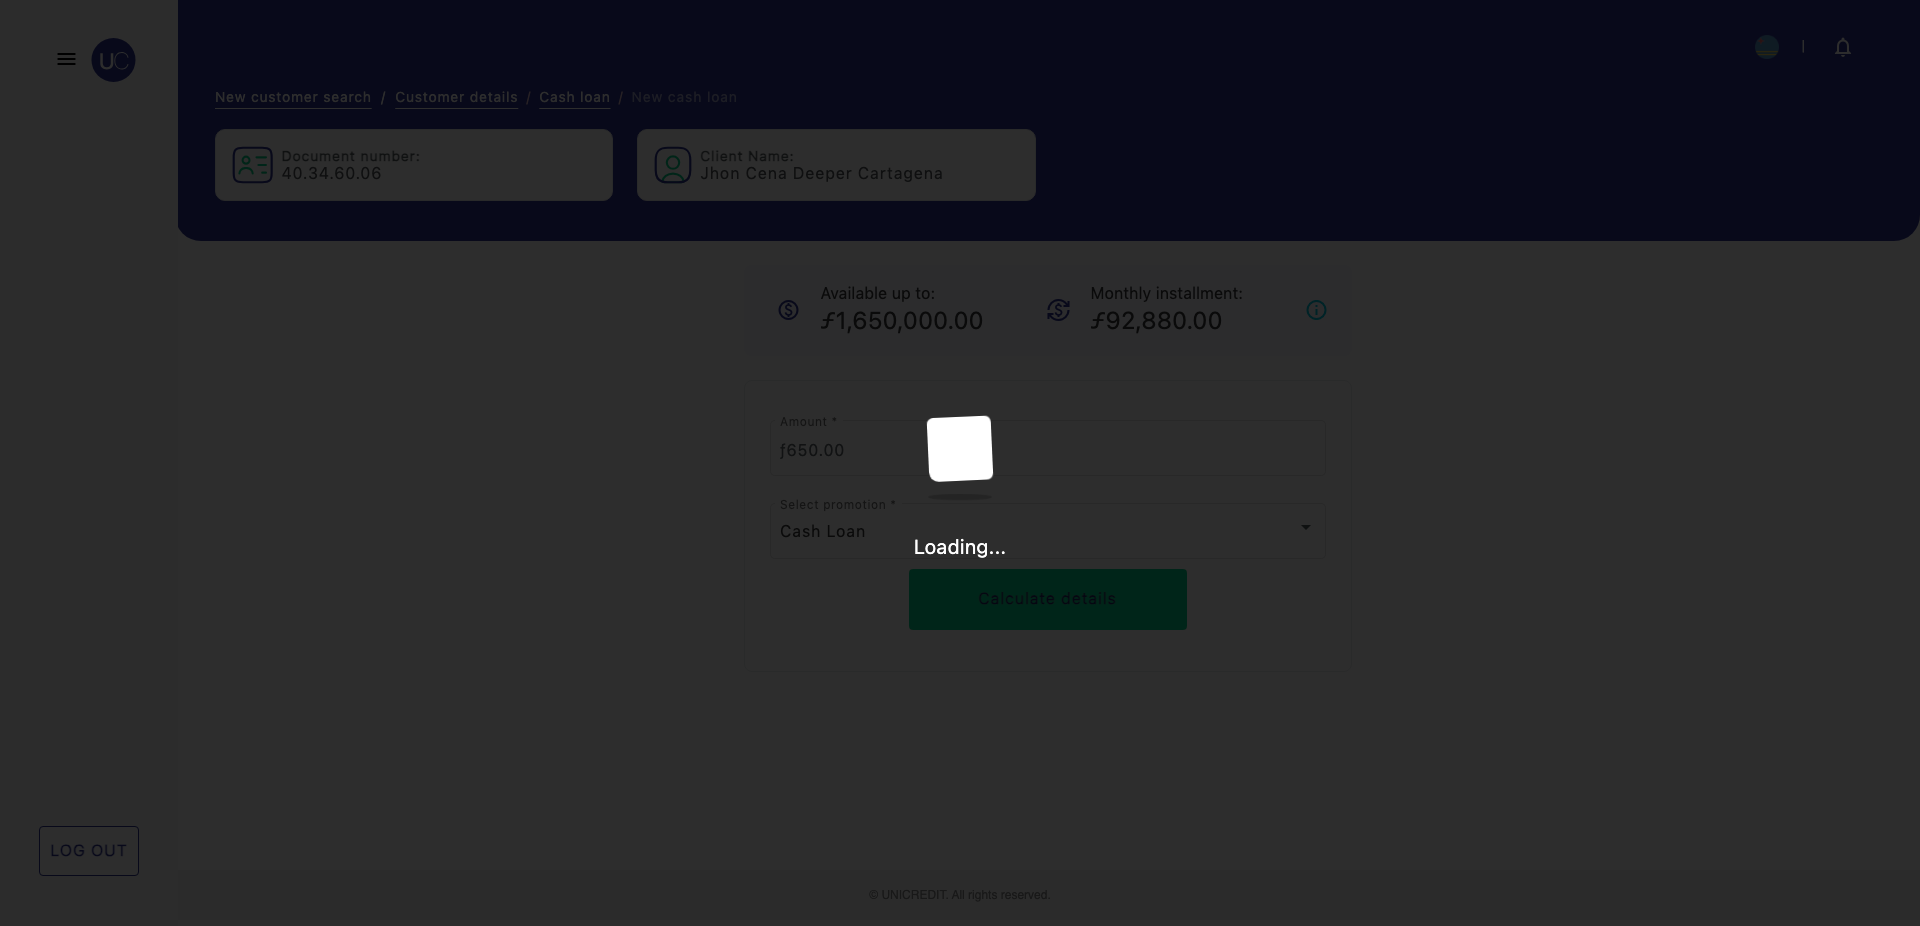 UC
New customer search / Customer details / Cash loan / New cash loan
Document number:
40.34.60.06
Client Name:
Jhon Cena Deeper Cartagena
Available up to:
ƒ1,650,000.00
Monthly installment:
ƒ92,880.00
Amount *
ƒ650.00
Select promotion *
Cash Loan
Loading...
Calculate details
LOG OUT
© UNICREDIT. All rights reserved.